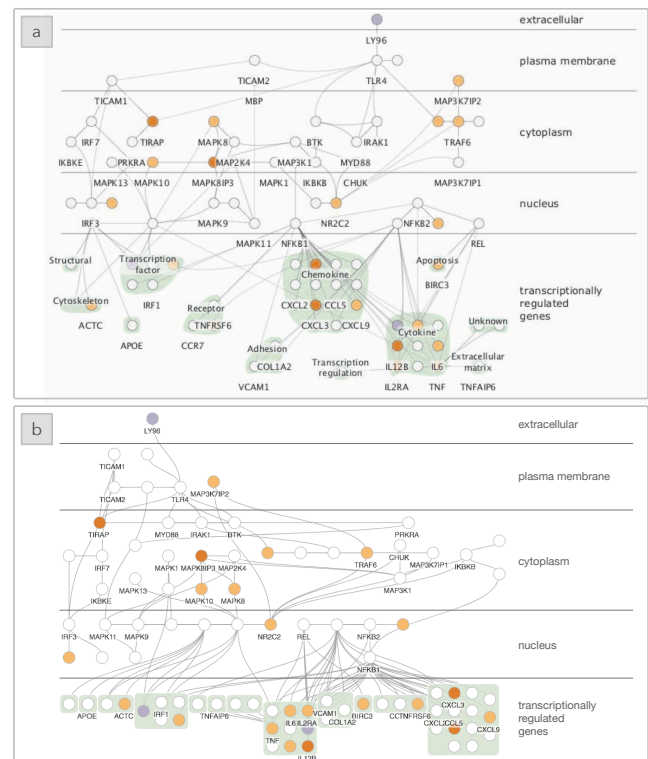 a
extracellular
LY96
plasma membrane
TICAM2 TLR4
TICAM1 MBP MAP3K7IP2
cytoplasm
IRF7 TIRAP MAPK8 BTK IRAK1 TRAF6
IKBKE PRKRA MAP2K4 MAP3K1 MYD88
MAPK13 MAPK10 MAPK8IP3 MAPK1 IKBKB CHUK MAP3K7IP1
nucleus
IRF3 MAPK9 NR2C2 NFKB2
MAPK11 NFKB1 REL
Structural Transcription factor Apoptosis
Chemokine
BIRC3
transcriptionally
regulated
genes
Cytoskeleton IRF1 Receptor CXCL2 CCL5
ACTC TNFRSF6 CXCL3 CXCL9 Cytokine Unknown
APOE CCR7 Adhesion
COL1A2 Transcription regulation IL12B IL6 Extracellular matrix
VCAM1 IL2RA TNF TNFAIP6
b
extracellular
LY98
TICAM1
plasma membrane
TICAM2 TLR4 MAP3K7IP2
TIRAP MYD88 IRAK1 BTK PRKRA
cytoplasm
IRF7 MAPK1 MAPK8IP3 MAP2K4 TRAF6 CHUK MAP3K7IP1 IKBKB
IKBKE MAPK13 MAPK10 MAPK8 MAP3K1
nucleus
IRF3 MAPK11 MAPK9 NR2C2 REL NFKB2
NFKB1
transcriptionally
regulated
genes
APOE ACTC IRF1 TNFAIP6 IL6 IL2RA VCAM1 COL1A2 BIRC3 TNFRSF6 CXCL3 CCL5 CXCL9
TNF
IL12B